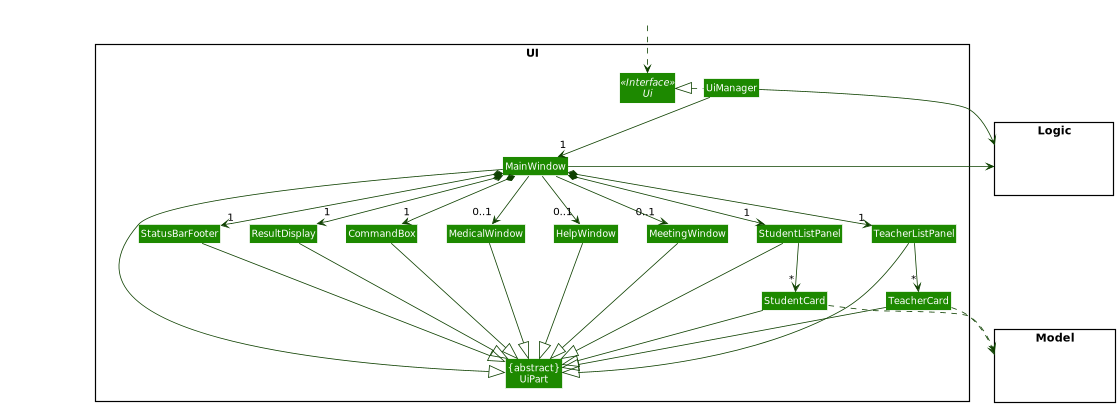 UI
«Interface»
Ui
UiManager
Logic
1
MainWindow
1
1
1
0..1
0..1
0..1
1
1
StatusBarFooter
ResultDisplay
CommandBox
MedicalWindow
HelpWindow
MeetingWindow
StudentListPanel
TeacherListPanel
*
*
StudentCard
TeacherCard
Model
{abstract}
UiPart